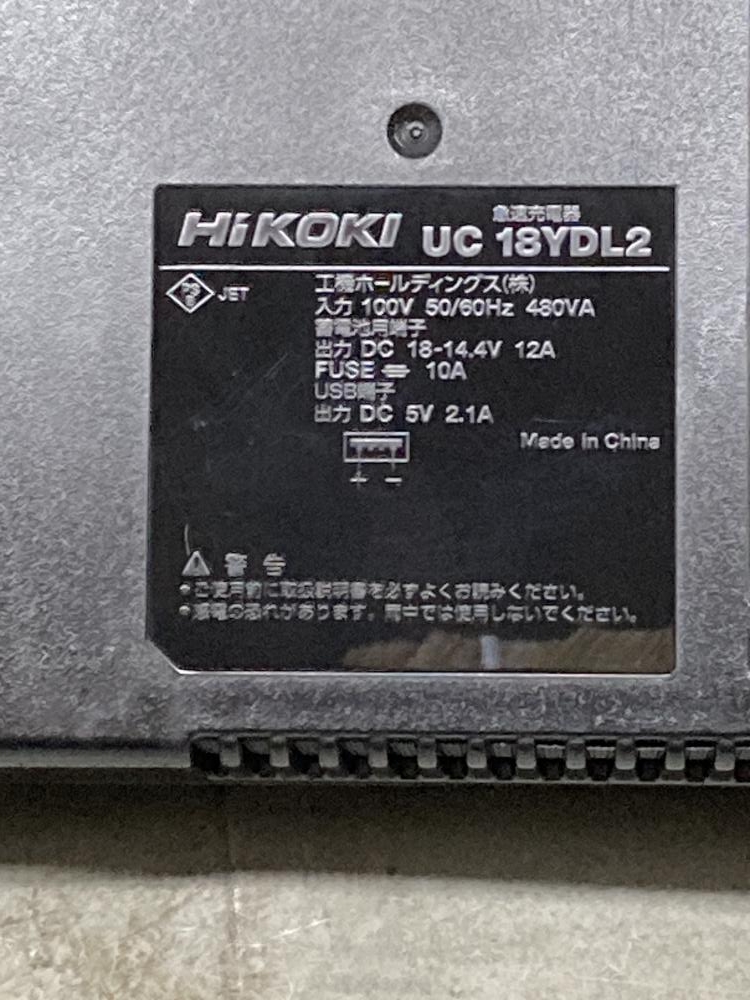 HiKOKI 急速充電器 UC 18YDL2
PS E JET
工機ホールディングス(株)
入力 100V 50/60Hz 480VA
蓄電池用端子
出力 DC 18-14.4V 12A
FUSE 10A
USB端子
出力 DC 5V 2.1A
Made in China
+ −
警告
•ご使用前に取扱説明書を必ずよくお読みください。
•感電の恐れがあります。雨中では使用しないでください。